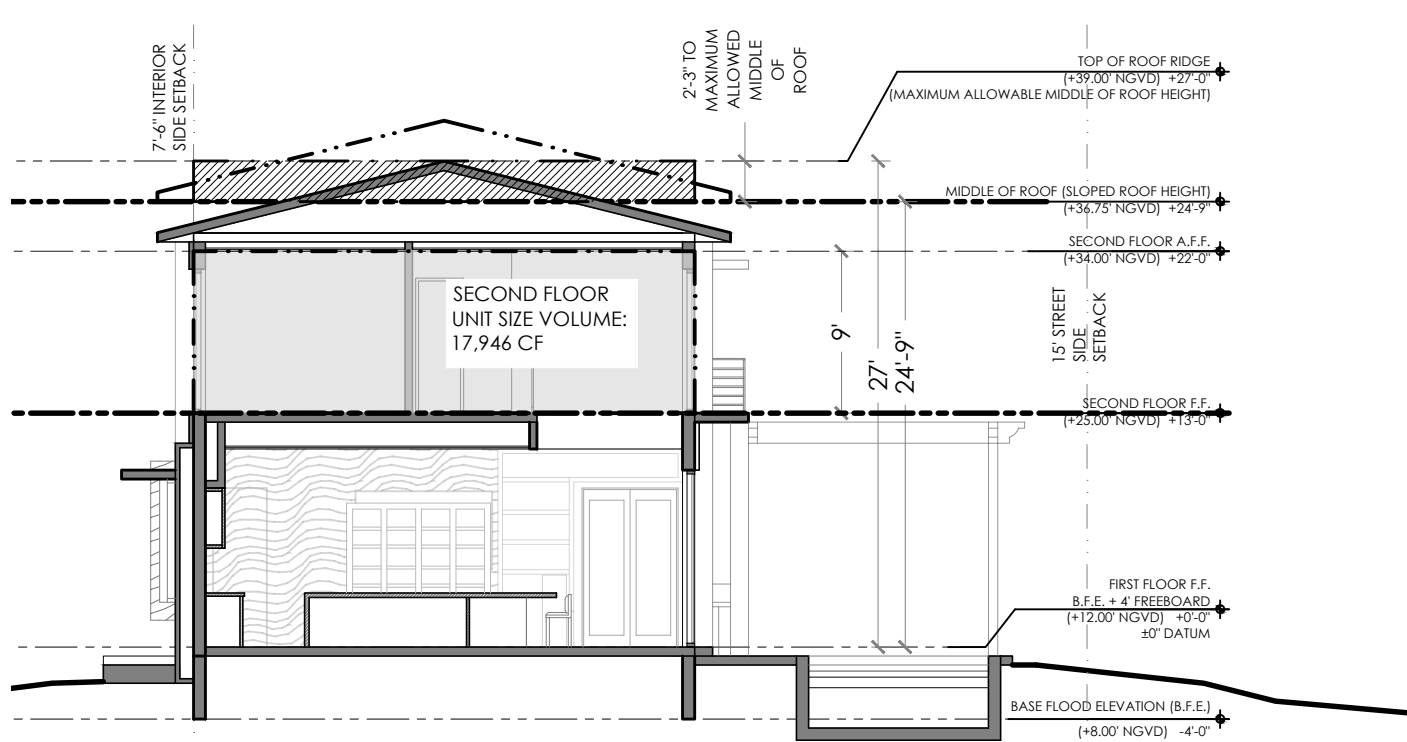 7'-6" INTERIOR
SIDE SETBACK
2'-3" TO
MAXIMUM
ALLOWED
MIDDLE
OF
ROOF
TOP OF ROOF RIDGE
(+39.00' NGVD) +27'-0"
(MAXIMUM ALLOWABLE MIDDLE OF ROOF HEIGHT)
MIDDLE OF ROOF (SLOPED ROOF HEIGHT)
(+36.75' NGVD) +24'-9"
SECOND FLOOR A.F.F.
(+34.00' NGVD) +22'-0"
SECOND FLOOR
UNIT SIZE VOLUME:
17,946 CF
9'
27'
24'-9"
15' STREET
SIDE
SETBACK
SECOND FLOOR F.F.
(+25.00' NGVD) +13'-0"
FIRST FLOOR F.F.
B.F.E. + 4' FREEBOARD
(+12.00' NGVD) +0'-0"
±0" DATUM
BASE FLOOD ELEVATION (B.F.E.)
(+8.00' NGVD) -4'-0"